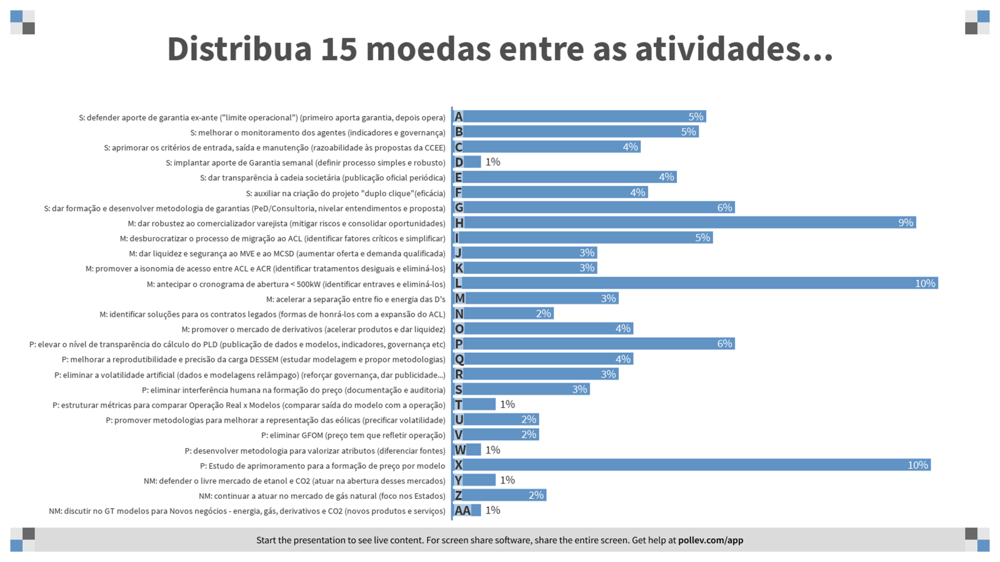 Distribua 15 moedas entre as atividades...
S: defender aporte de garantia ex-ante ("limite operacional") (primeiro aporta garantia, depois opera) A 5%
S: melhorar o monitoramento dos agentes (indicadores e governança) B 5%
S: aprimorar os critérios de entrada, saída e manutenção (razoabilidade às propostas da CCEE) C 4%
S: implantar aporte de Garantia semanal (definir processo simples e robusto) D 1%
S: dar transparência à cadeia societária (publicação oficial periódica) E 4%
S: auxiliar na criação do projeto "duplo clique"(eficácia) F 4%
S: dar formação e desenvolver metodologia de garantias (PeD/Consultoria, nivelar entendimentos e proposta) G 6%
M: dar robustez ao comercializador varejista (mitigar riscos e consolidar oportunidades) H 9%
M: desburocratizar o processo de migração ao ACL (identificar fatores críticos e simplificar) I 5%
M: dar liquidez e segurança ao MVE e ao MCSD (aumentar oferta e demanda qualificada) J 3%
M: promover a isonomia de acesso entre ACL e ACR (identificar tratamentos desiguais e eliminá-los) K 3%
M: antecipar o cronograma de abertura < 500kW (identificar entraves e eliminá-los) L 10%
M: acelerar a separação entre fio e energia das D's M 3%
M: identificar soluções para os contratos legados (formas de honrá-los com a expansão do ACL) N 2%
M: promover o mercado de derivativos (acelerar produtos e dar liquidez) O 4%
P: elevar o nível de transparência do cálculo do PLD (publicação de dados e modelos, indicadores, governança etc) P 6%
P: melhorar a reprodutibilidade e precisão da carga DESSEM (estudar modelagem e propor metodologias) Q 4%
P: eliminar a volatilidade artificial (dados e modelagens relâmpago) (reforçar governança, dar publicidade...) R 3%
P: eliminar interferência humana na formação do preço (documentação e auditoria) S 3%
P: estruturar métricas para comparar Operação Real x Modelos (comparar saída do modelo com a operação) T 1%
P: promover metodologias para melhorar a representação das eólicas (precificar volatilidade) U 2%
P: eliminar GFOM (preço tem que refletir operação) V 2%
P: desenvolver metodologia para valorizar atributos (diferenciar fontes) W 1%
P: Estudo de aprimoramento para a formação de preço por modelo X 10%
NM: defender o livre mercado de etanol e CO2 (atuar na abertura desses mercados) Y 1%
NM: continuar a atuar no mercado de gás natural (foco nos Estados) Z 2%
NM: discutir no GT modelos para Novos negócios - energia, gás, derivativos e CO2 (novos produtos e serviços) AA 1%
Start the presentation to see live content. For screen share software, share the entire screen. Get help at pollev.com/app